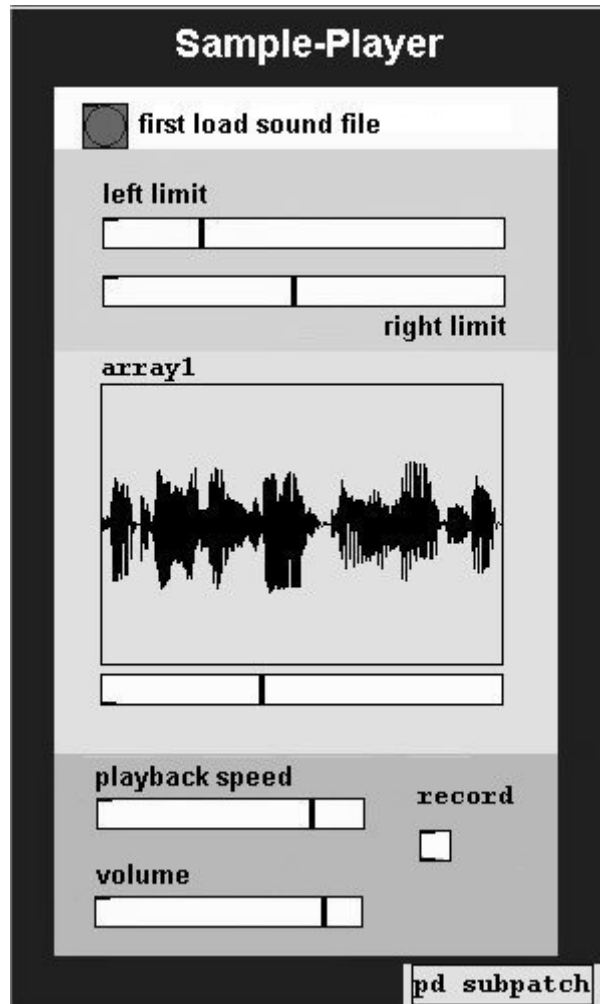 Sample-Player
first load sound file
left limit
right limit
array1
playback speed
record
volume
pd subpatch